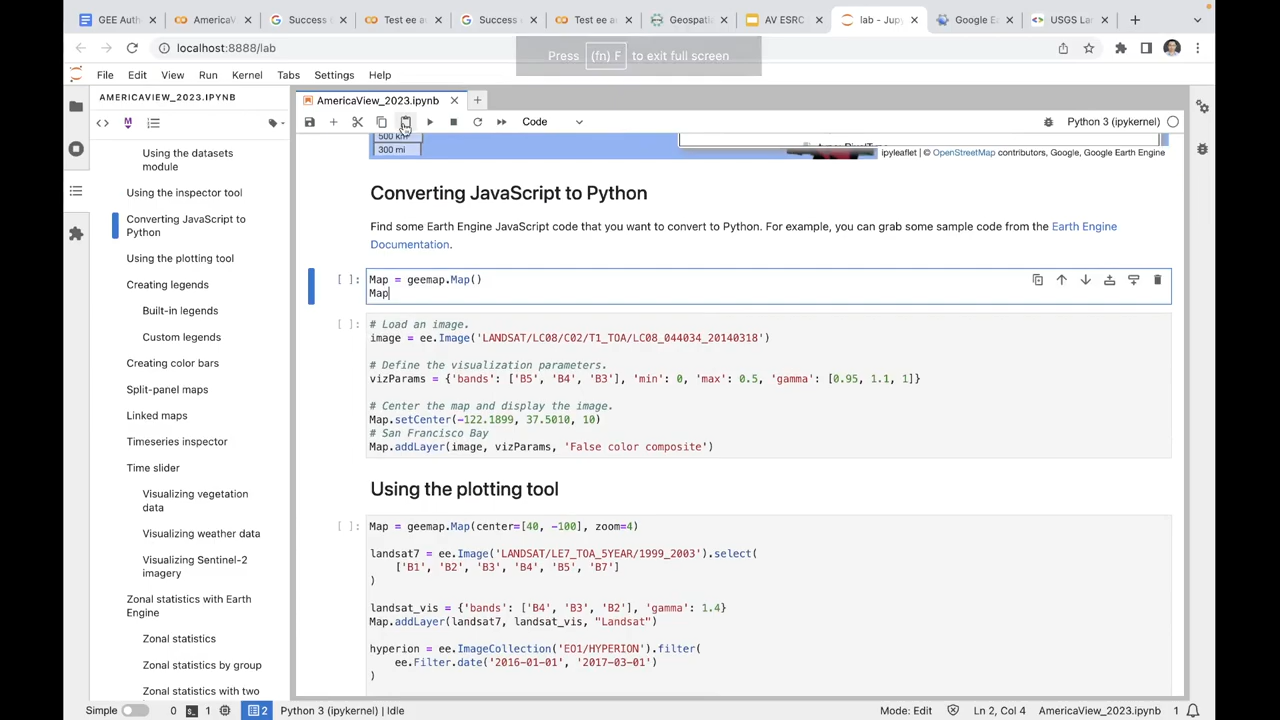 GEE Auth
AmericaV
Success
Test ee a
Success
Test ee a
Geospati
AV ESRC
lab - Jupy
Google E
USGS La
localhost:8888/lab
Press (fn) F to exit full screen
File Edit View Run Kernel Tabs Settings Help
AMERICAVIEW_2023.IPYNB
AmericaView_2023.ipynb
Code
Python 3 (ipykernel)
Using the datasets
module
Using the inspector tool
Converting JavaScript to
Python
Using the plotting tool
Creating legends
Built-in legends
Custom legends
Creating color bars
Split-panel maps
Linked maps
Timeseries inspector
Time slider
Visualizing vegetation
data
Visualizing weather data
Visualizing Sentinel-2
imagery
Zonal statistics with Earth
Engine
Zonal statistics
Zonal statistics by group
Zonal statistics with two
500 km
300 mi
ipyleaflet | © OpenStreetMap contributors, Google, Google Earth Engine
Converting JavaScript to Python
Find some Earth Engine JavaScript code that you want to convert to Python. For example, you can grab some sample code from the Earth Engine
Documentation.
[ ]: Map = geemap.Map()
Map
[ ]: # Load an image.
image = ee.Image('LANDSAT/LC08/C02/T1_TOA/LC08_044034_20140318')
# Define the visualization parameters.
vizParams = {'bands': ['B5', 'B4', 'B3'], 'min': 0, 'max': 0.5, 'gamma': [0.95, 1.1, 1]}
# Center the map and display the image.
Map.setCenter(-122.1899, 37.5010, 10)
# San Francisco Bay
Map.addLayer(image, vizParams, 'False color composite')
Using the plotting tool
[ ]: Map = geemap.Map(center=[40, -100], zoom=4)
landsat7 = ee.Image('LANDSAT/LE7_TOA_5YEAR/1999_2003').select(
['B1', 'B2', 'B3', 'B4', 'B5', 'B7']
)
landsat_vis = {'bands': ['B4', 'B3', 'B2'], 'gamma': 1.4}
Map.addLayer(landsat7, landsat_vis, "Landsat")
hyperion = ee.ImageCollection('EO1/HYPERION').filter(
ee.Filter.date('2016-01-01', '2017-03-01')
)
Simple 0 1 2 Python 3 (ipykernel) | Idle Mode: Edit Ln 2, Col 4 AmericaView_2023.ipynb 1